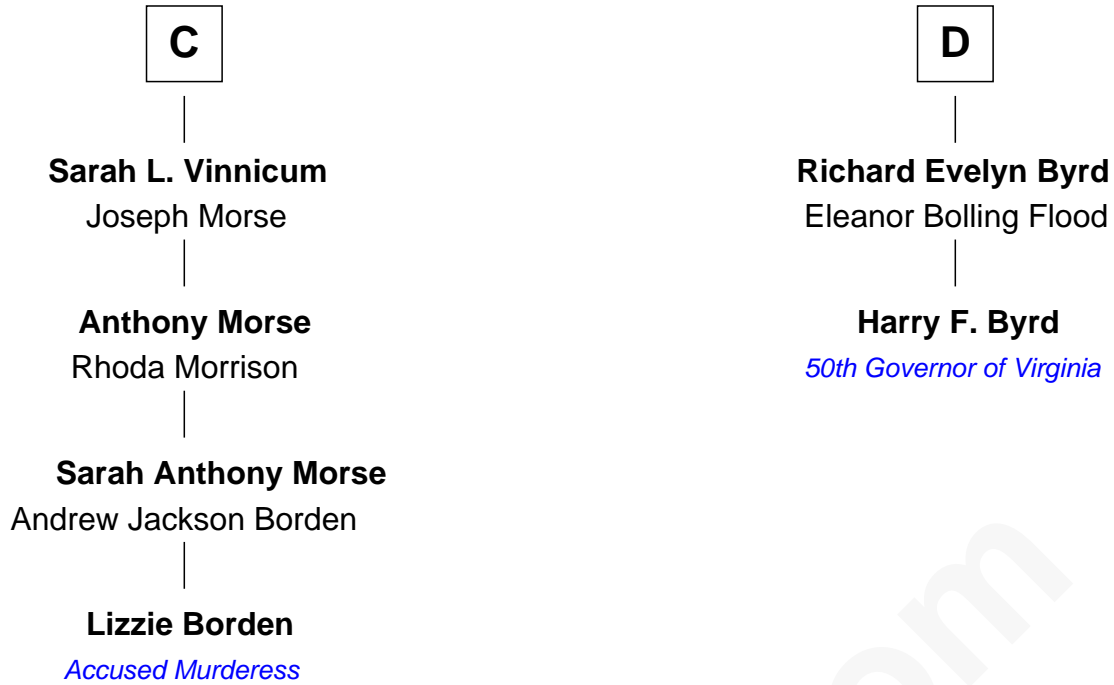 C
Sarah L. Vinnicum
Joseph Morse
Anthony Morse
Rhoda Morrison
Sarah Anthony Morse
Andrew Jackson Borden
Lizzie Borden
Accused Murderess
D
Richard Evelyn Byrd
Eleanor Bolling Flood
Harry F. Byrd
50th Governor of Virginia
om